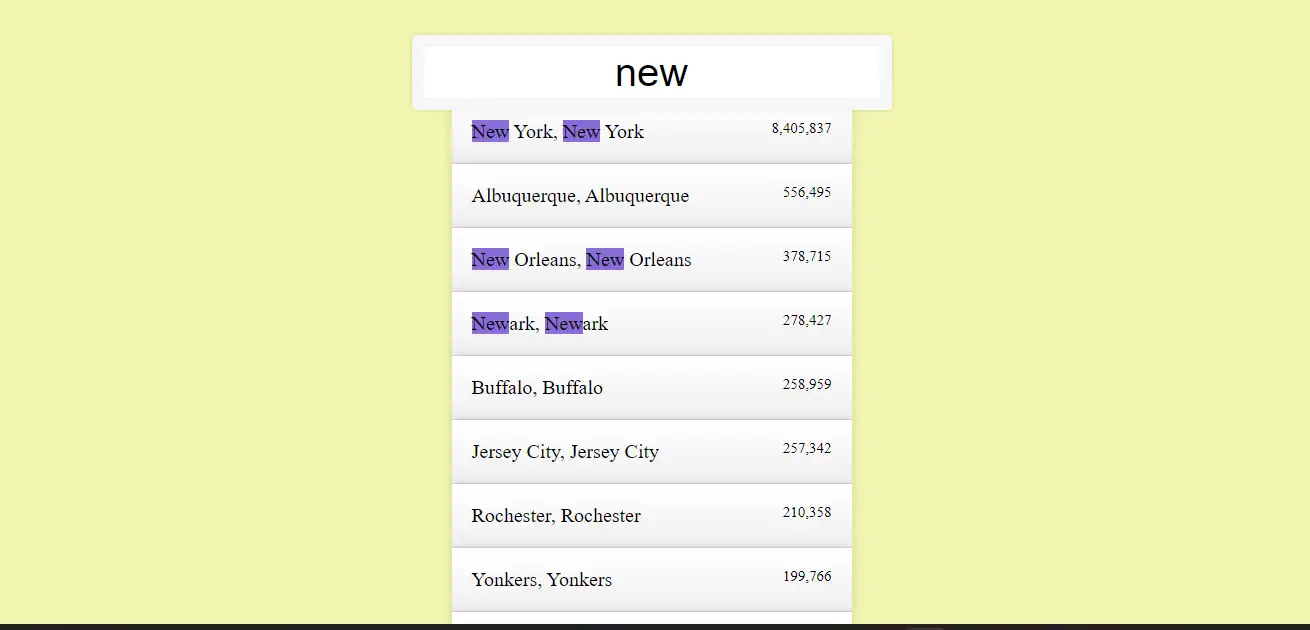 new
New York, New York 8,405,837
Albuquerque, Albuquerque 556,495
New Orleans, New Orleans 378,715
Newark, Newark 278,427
Buffalo, Buffalo 258,959
Jersey City, Jersey City 257,342
Rochester, Rochester 210,358
Yonkers, Yonkers 199,766